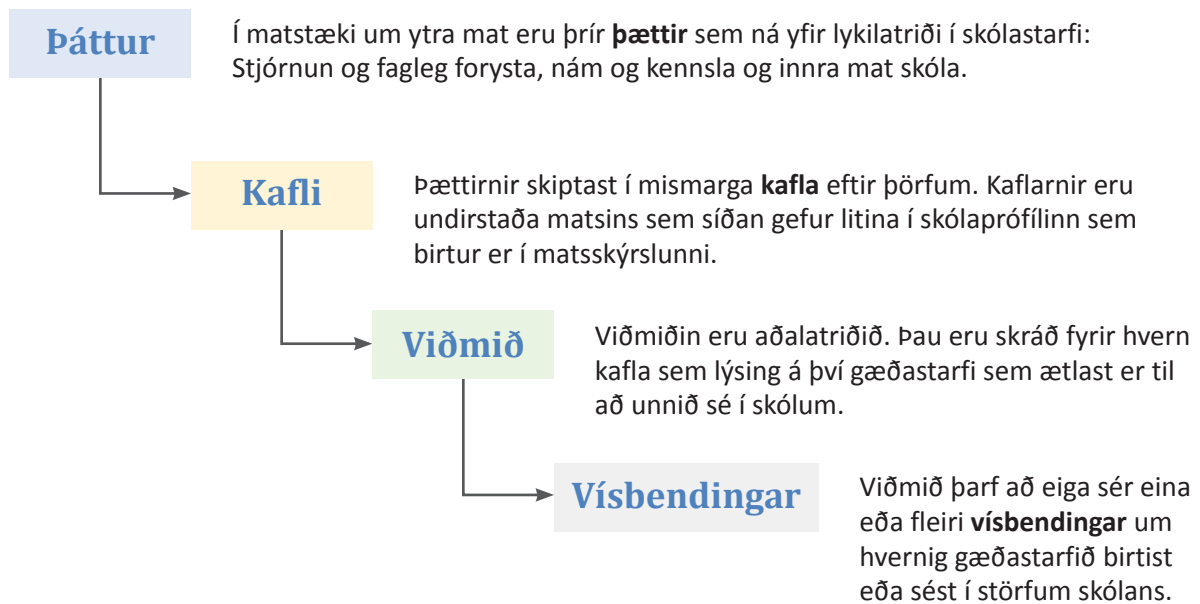 Þáttur
Í matstæki um ytra mat eru þrír þættir sem ná yfir lykilatriði í skólastarfi:
Stjórnun og fagleg forysta, nám og kennsla og innra mat skóla.
Kafli
Þættirnir skiptast í mismarga kafla eftir þörfum. Kaflarnir eru
undirstaða matsins sem síðan gefur litina í skólaprófílinn sem
birtur er í matsskýrslunni.
Viðmið
Viðmiðin eru aðalatriðið. Þau eru skráð fyrir hvern
kafla sem lýsing á því gæðastarfi sem ætlast er til
að unnið sé í skólum.
Vísbendingar
Viðmið þarf að eiga sér eina
eða fleiri vísbendingar um
hvernig gæðastarfið birtist
eða sést í störfum skólans.